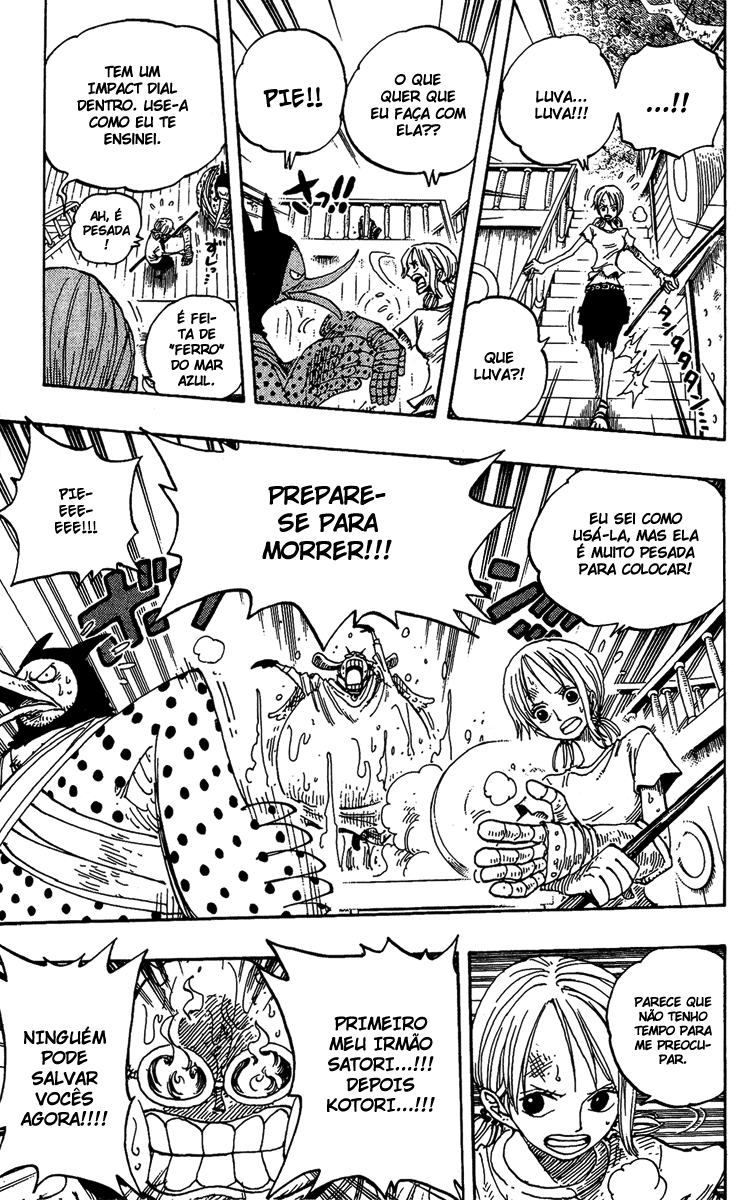 ...!!
LUVA...
LUVA!!!
QUE
LUVA?!
O QUE
QUER QUE
EU FAÇA COM
ELA??
PIE!!
TEM UM
IMPACT DIAL
DENTRO. USE-A
COMO EU TE
ENSINEI.
AH, É
PESADA
!
É FEI-
TA DE
"FERRO"
DO MAR
AZUL.
EU SEI COMO
USÁ-LA, MAS ELA
É MUITO PESADA
PARA COLOCAR!
PREPARE-
SE PARA
MORRER!!!
PIE-
EEE-
EEE!!!
PARECE QUE
NÃO TENHO
TEMPO PARA
ME PREOCU-
PAR.
PRIMEIRO
MEU IRMÃO
SATORI...!!!
DEPOIS
KOTORI...!!!
NINGUÉM
PODE
SALVAR
VOCÊS
AGORA!!!!